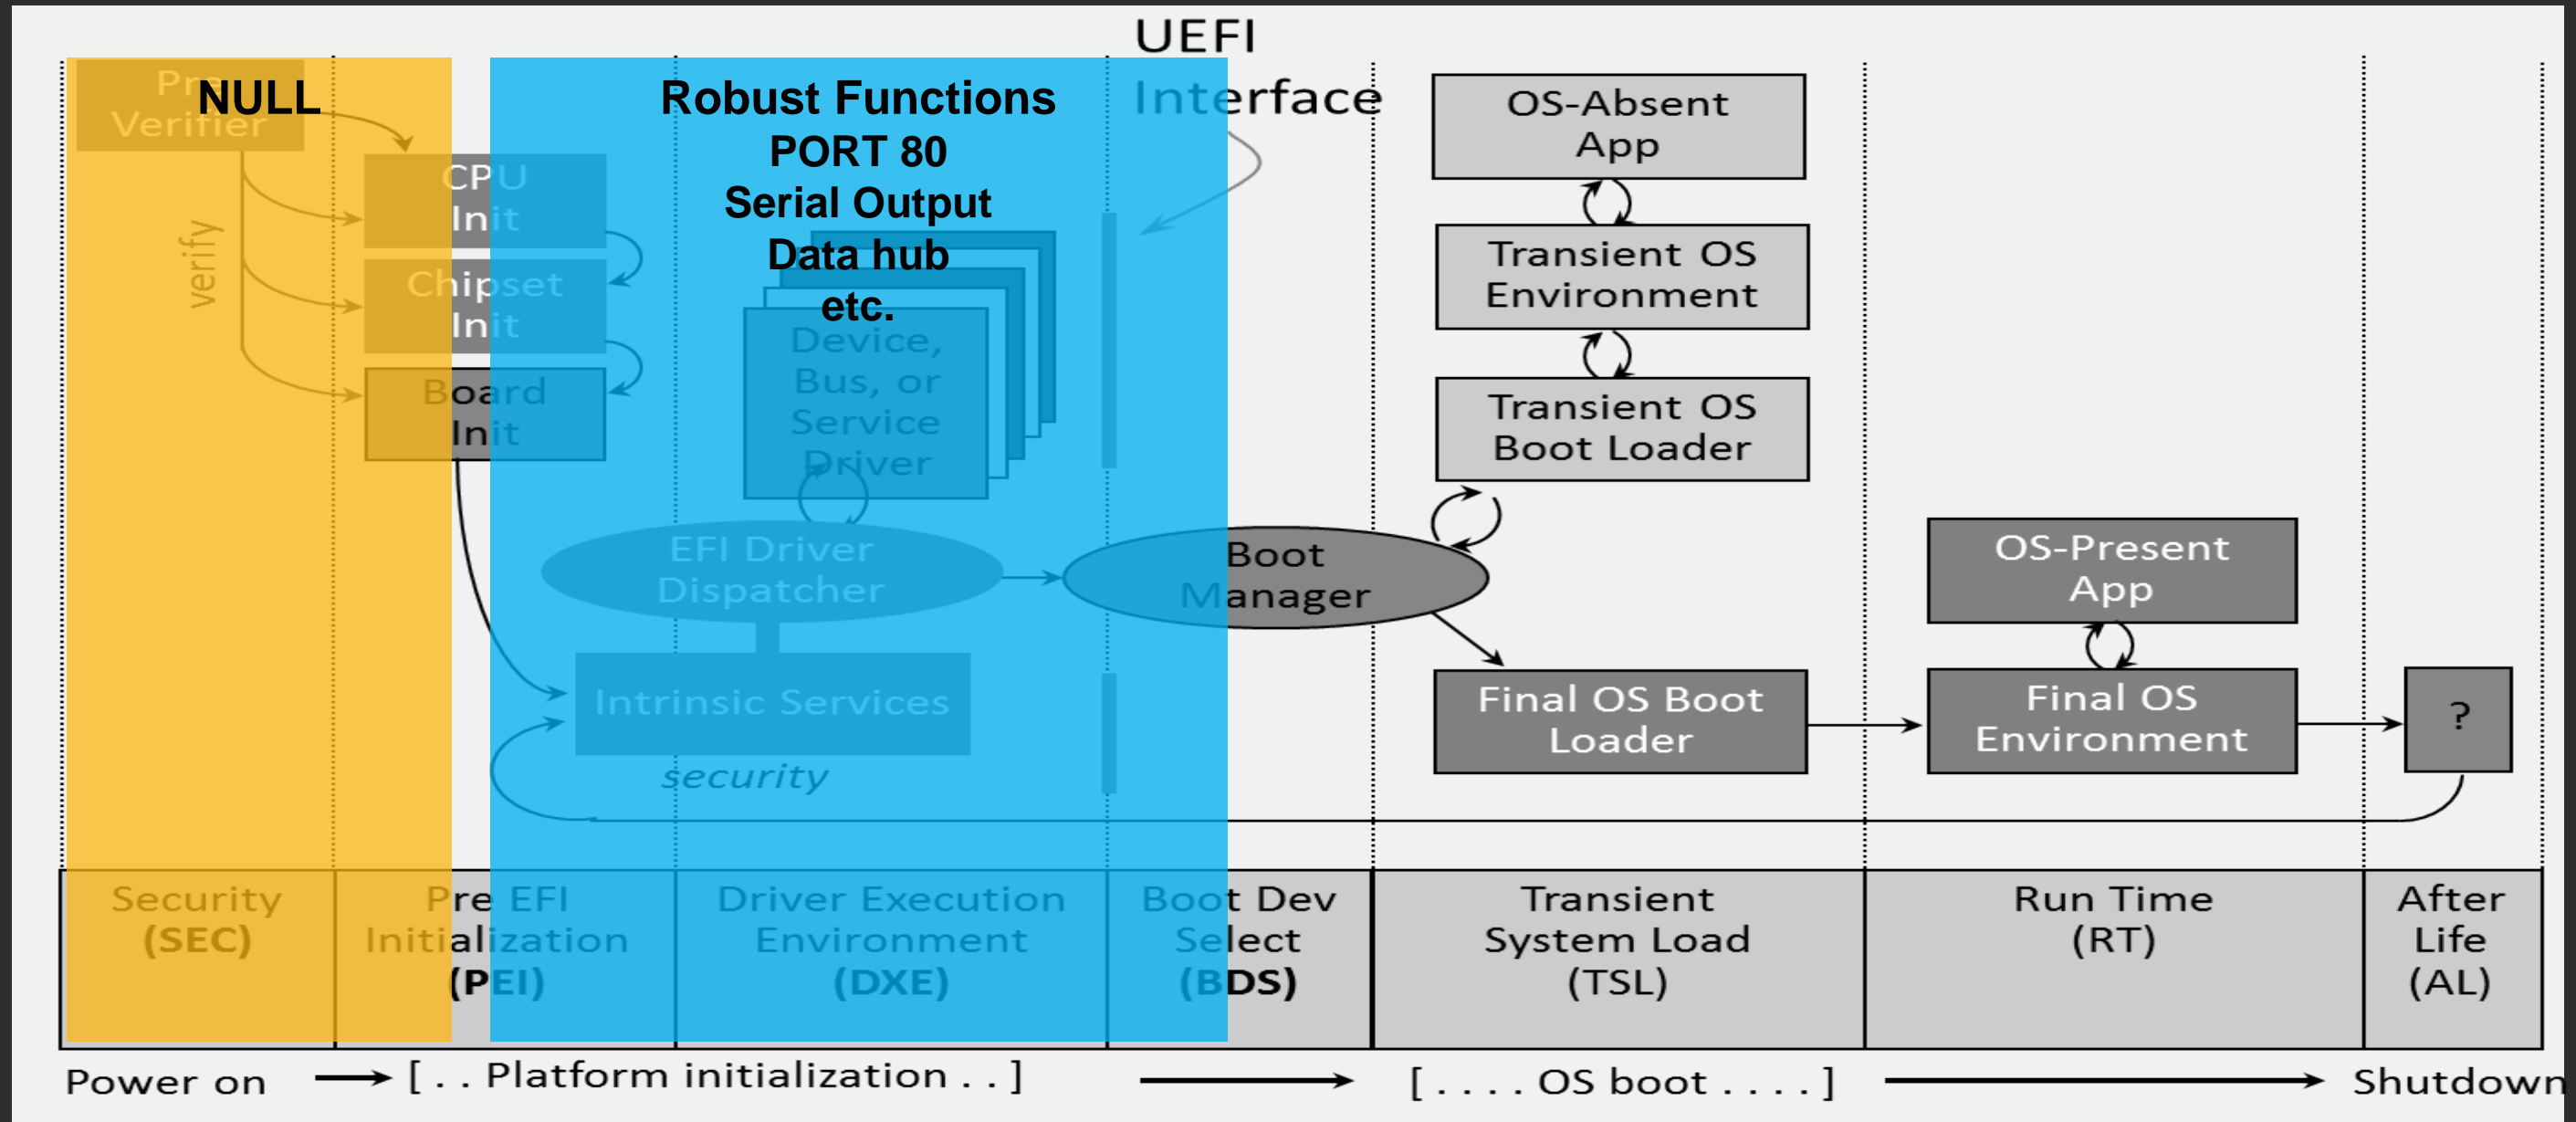 UEFI
Interface
Pre
Verifier
NULL
verify
CPU
Init
Chipset
Init
Board
Init
Robust Functions
PORT 80
Serial Output
Data hub
etc.
Device,
Bus, or
Service
Driver
EFI Driver
Dispatcher
Intrinsic Services
security
Boot
Manager
OS-Absent
App
Transient OS
Environment
Transient OS
Boot Loader
Final OS Boot
Loader
OS-Present
App
Final OS
Environment
?
Security
(SEC)
Pre EFI
Initialization
(PEI)
Driver Execution
Environment
(DXE)
Boot Dev
Select
(BDS)
Transient
System Load
(TSL)
Run Time
(RT)
After
Life
(AL)
Power on
[ . . Platform initialization . . ]
[ . . . . OS boot . . . . ]
Shutdown